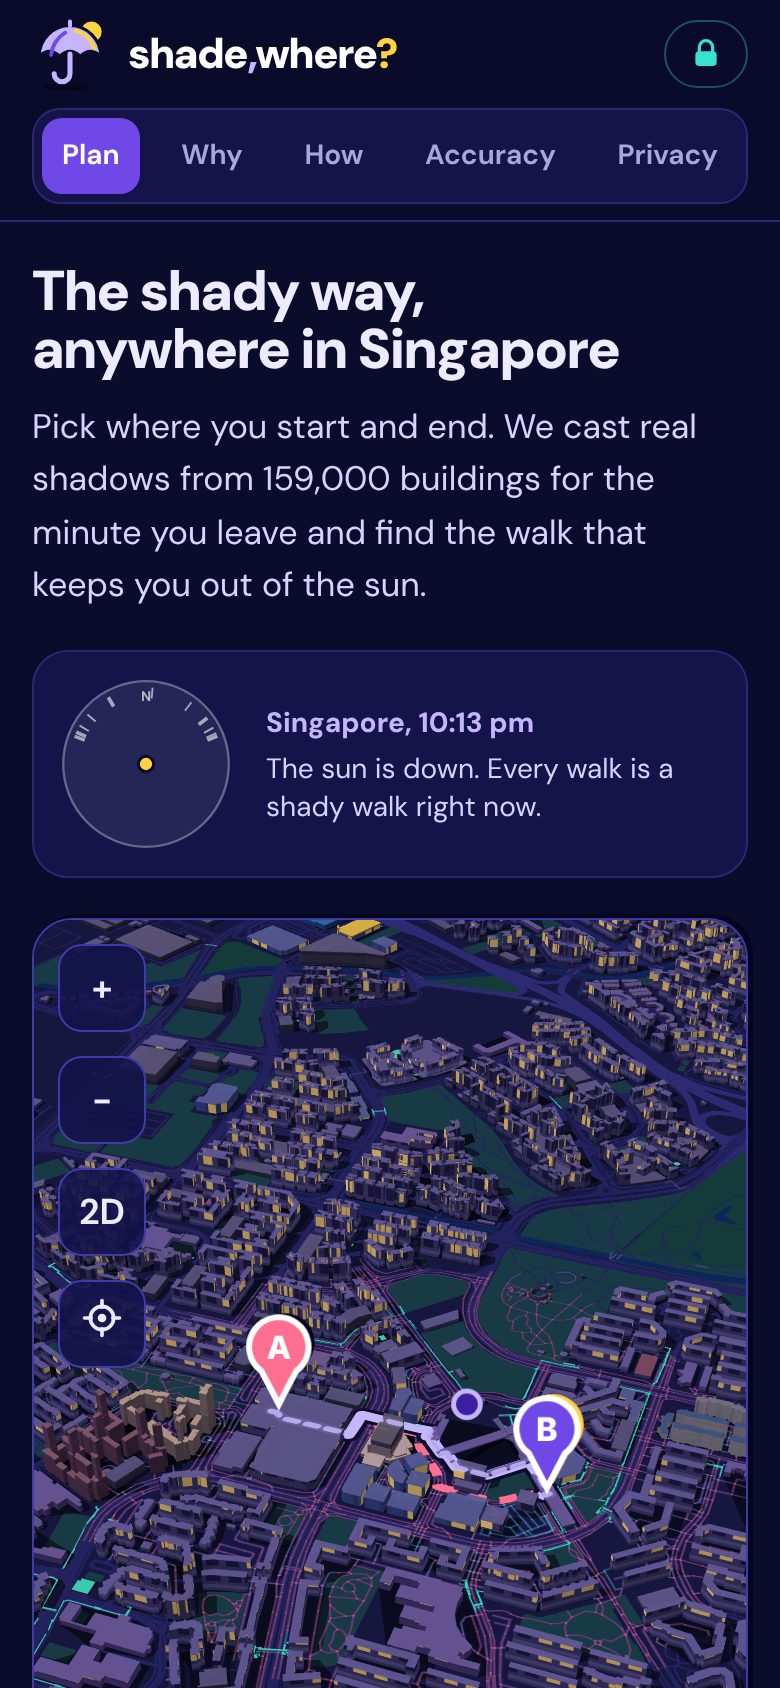 shade,where?
Plan Why How Accuracy Privacy
The shady way,
anywhere in Singapore
Pick where you start and end. We cast real
shadows from 159,000 buildings for the
minute you leave and find the walk that
keeps you out of the sun.
N
Singapore, 10:13 pm
The sun is down. Every walk is a
shady walk right now.
+
−
2D
A
B